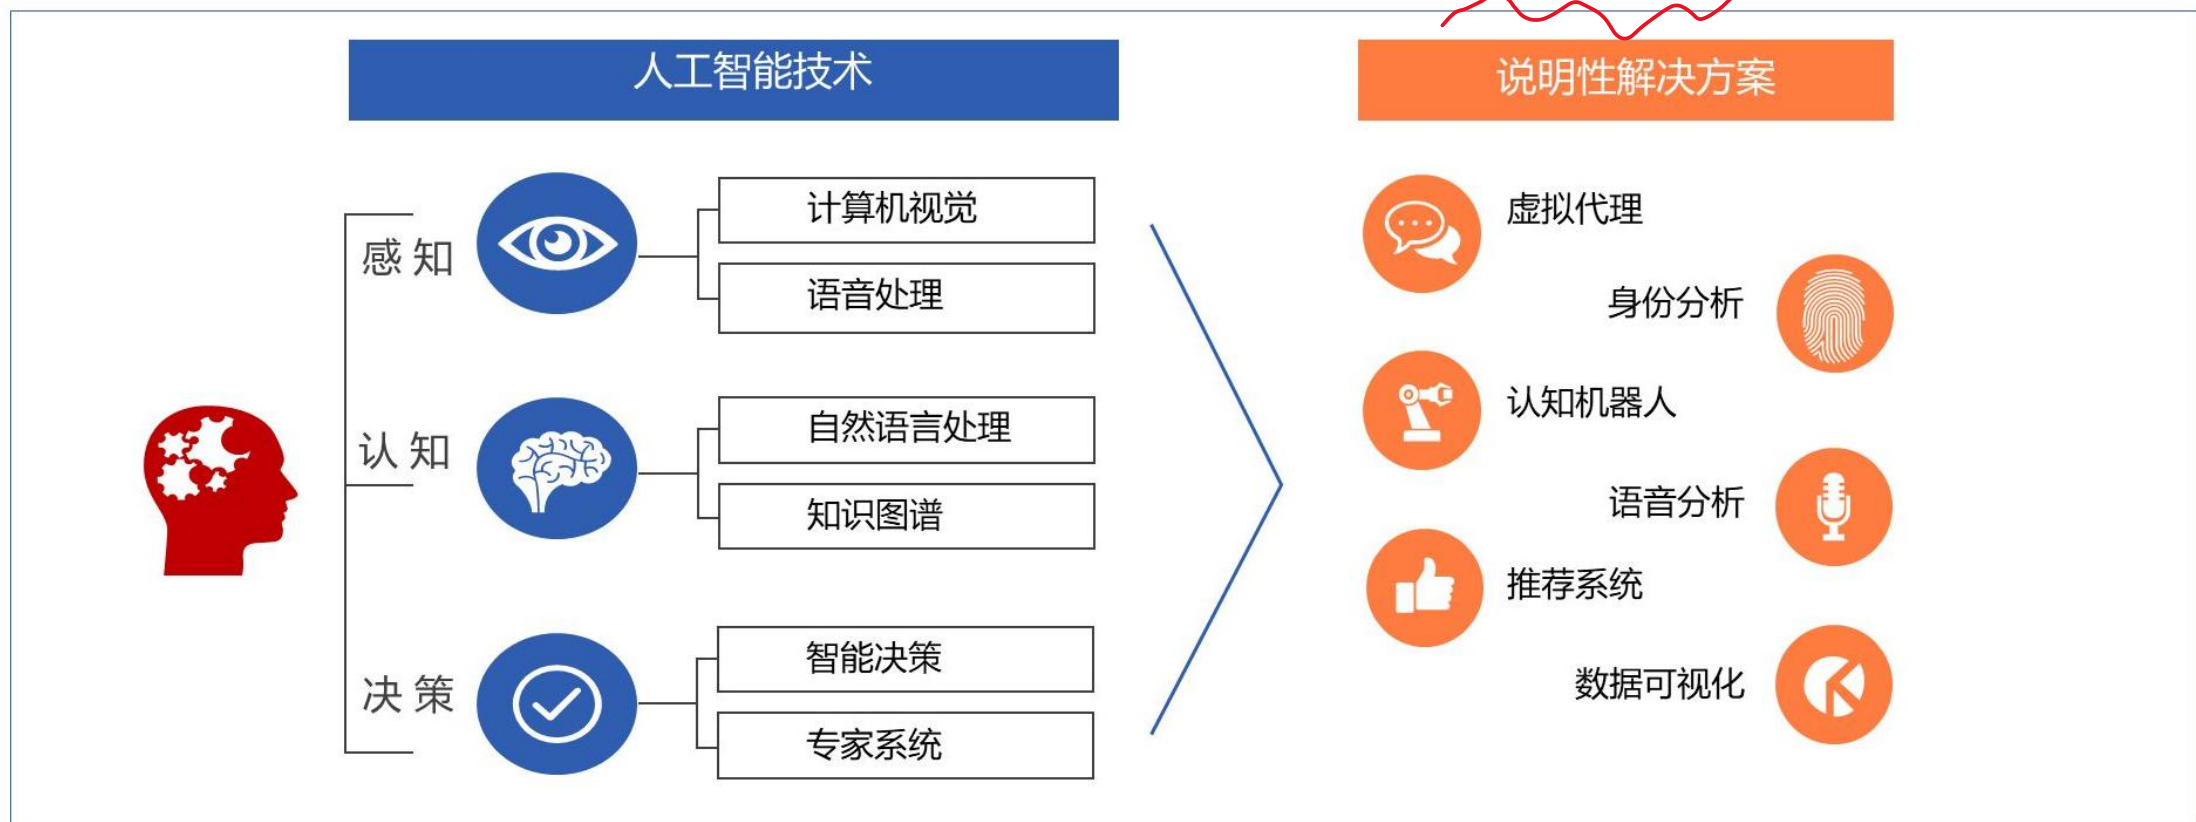 人工智能技术
说明性解决方案
感知
计算机视觉
语音处理
认知
自然语言处理
知识图谱
决策
智能决策
专家系统
虚拟代理
身份分析
认知机器人
语音分析
推荐系统
数据可视化